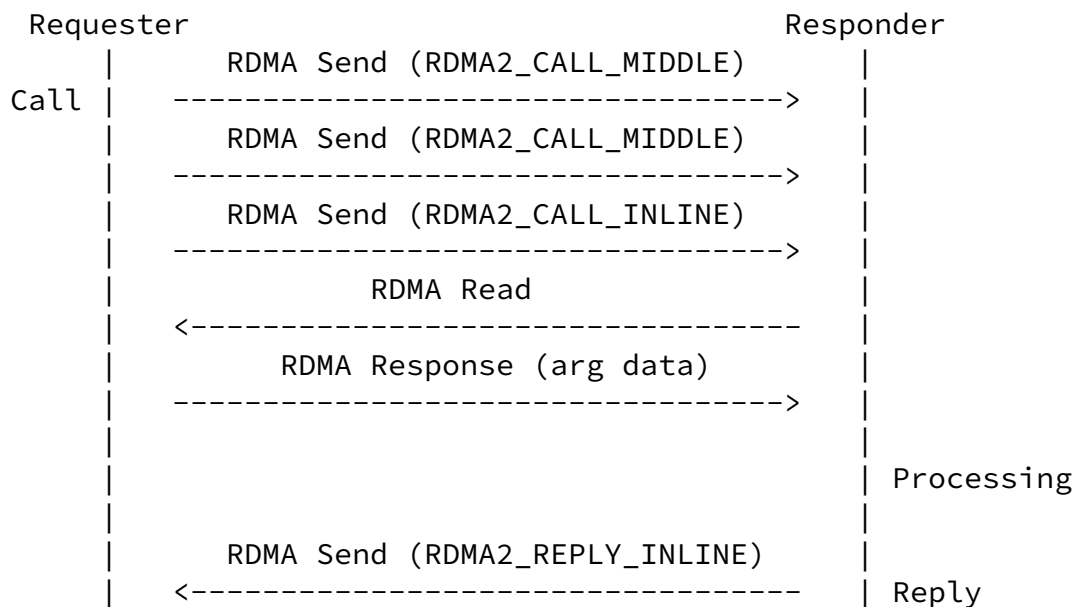 Requester Responder
RDMA Send (RDMA2_CALL_MIDDLE)
Call
RDMA Send (RDMA2_CALL_MIDDLE)
RDMA Send (RDMA2_CALL_INLINE)
RDMA Read
RDMA Response (arg data)
Processing
RDMA Send (RDMA2_REPLY_INLINE)
Reply